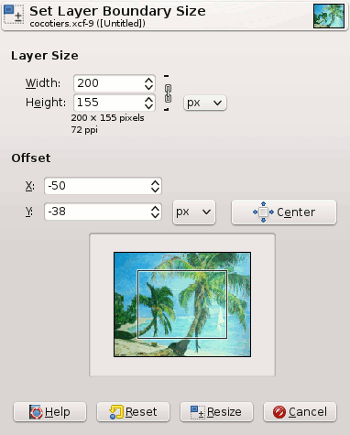 Set Layer Boundary Size
cocotiers.xcf-9 ([Untitled])
Layer Size
Width: 200
Height: 155 px
200 × 155 pixels
72 ppi
Offset
X: -50
Y: -38 px Center
Help Reset Resize Cancel